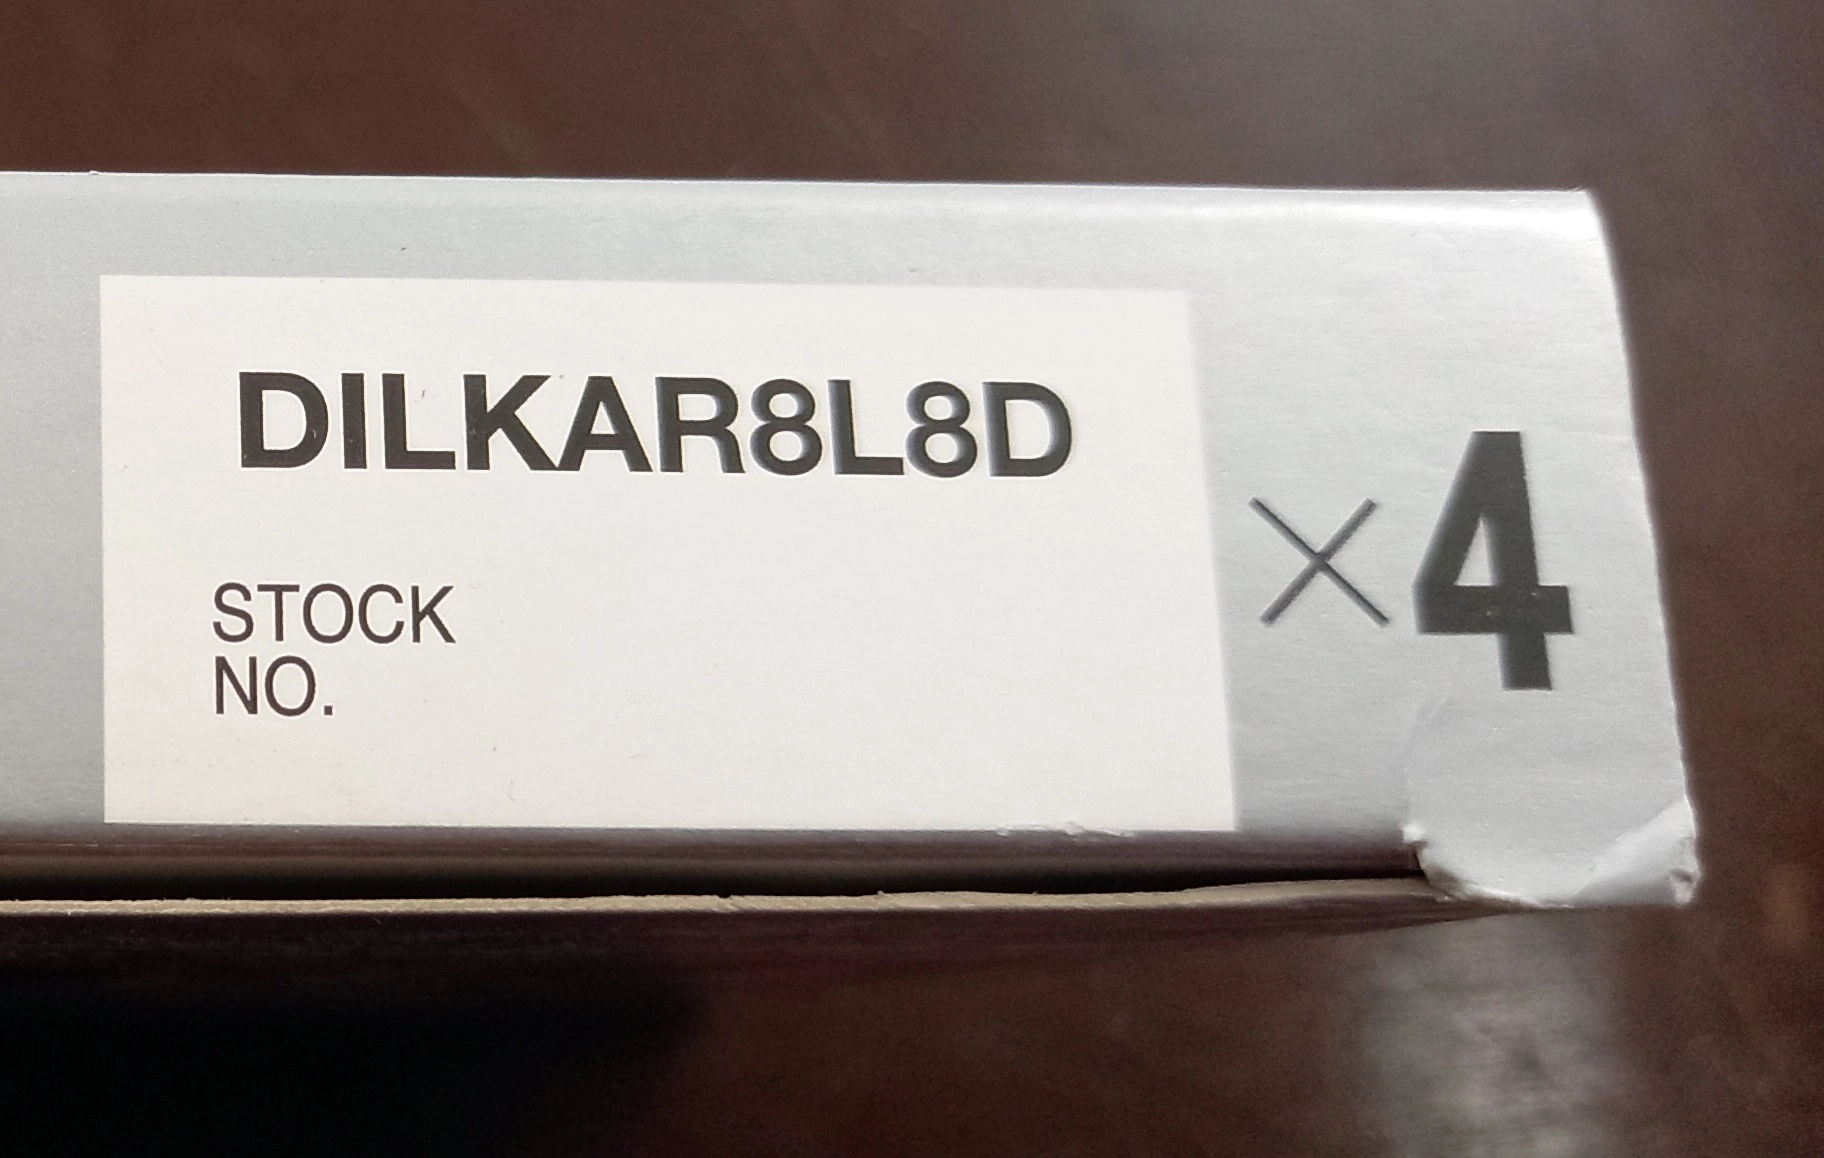 DILKAR8L8D
×4
STOCK
NO.